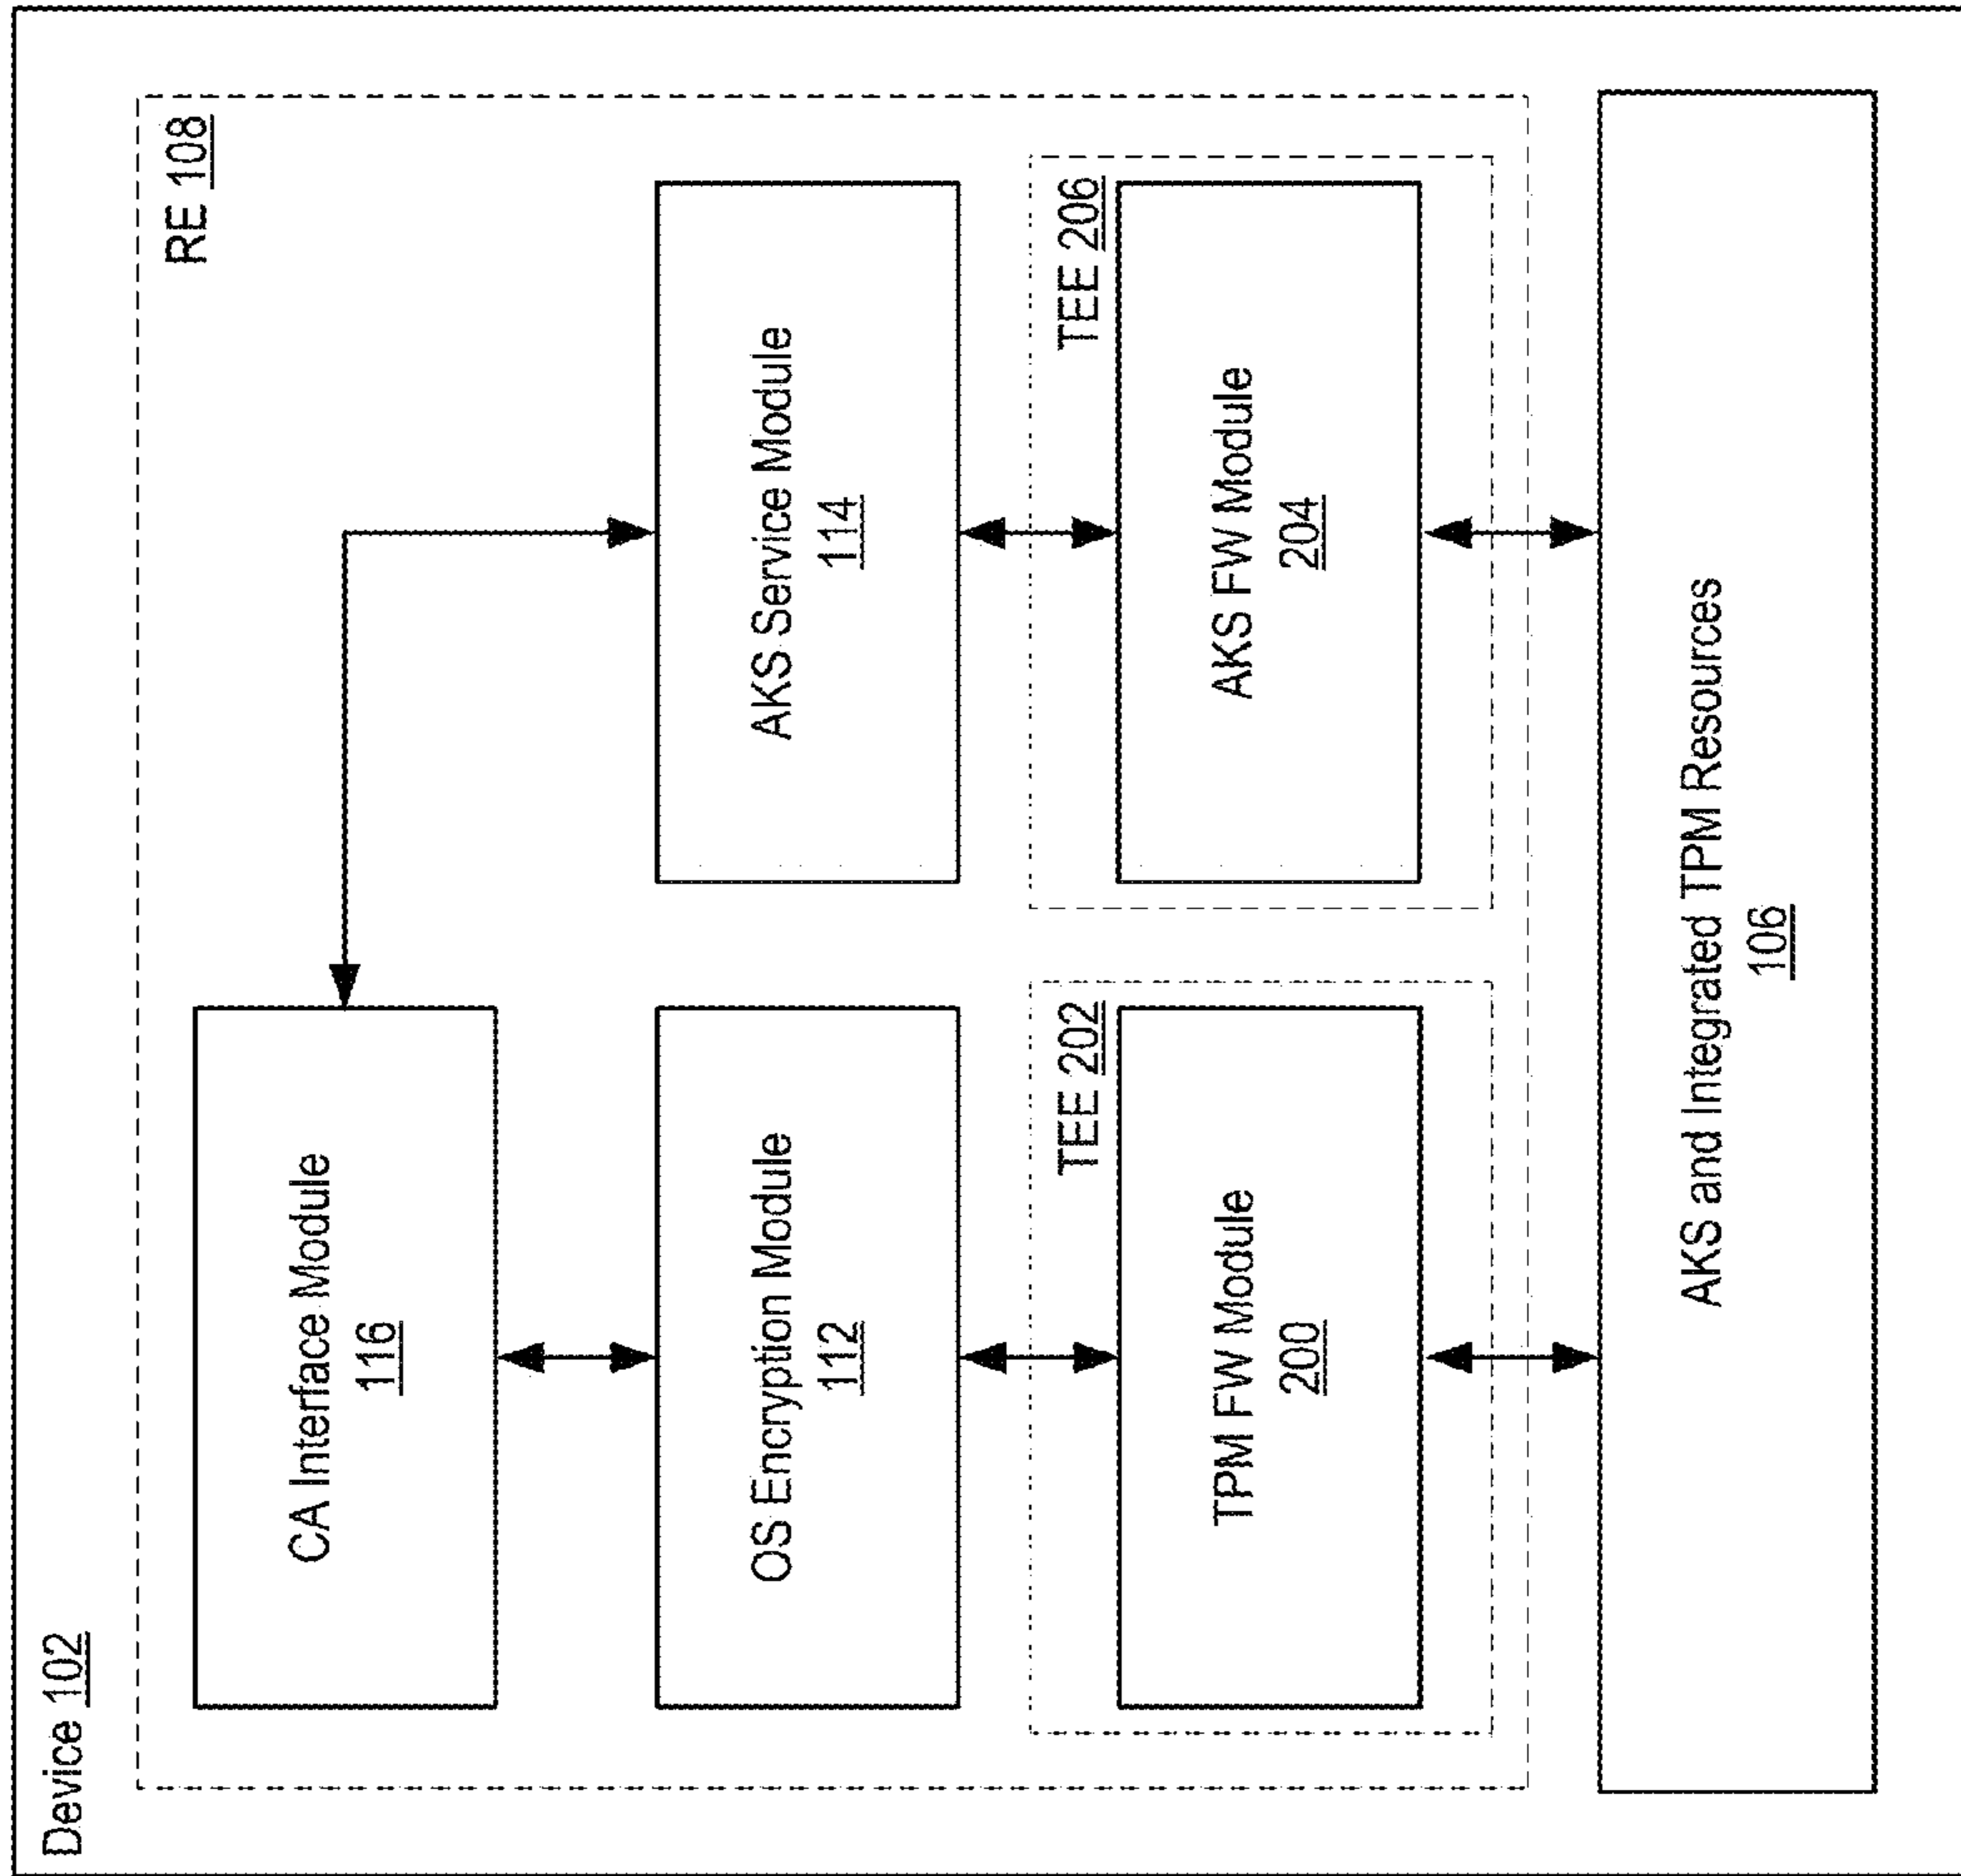 Device 102
RE 108
CA Interface Module
116
OS Encryption Module
112
AKS Service Module
114
TEE 202
TPM FW Module
200
TEE 206
AKS FW Module
204
AKS and Integrated TPM Resources
106